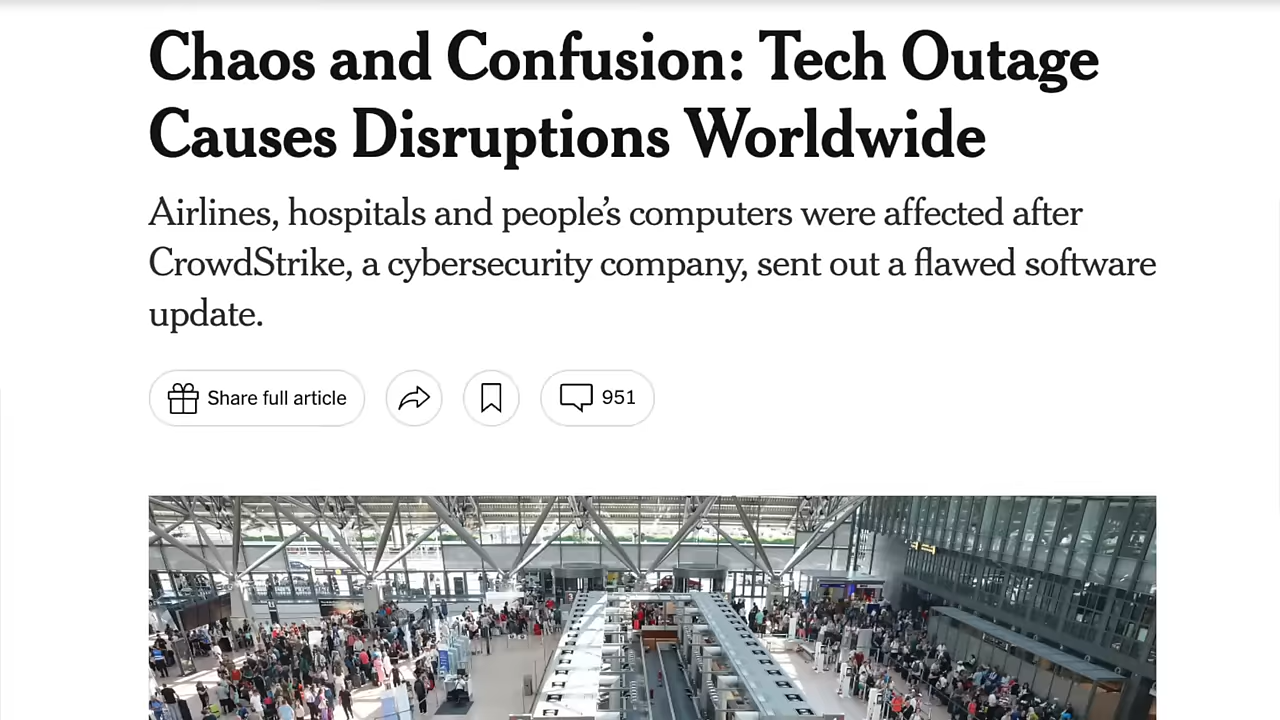 Chaos and Confusion: Tech Outage
Causes Disruptions Worldwide
Airlines, hospitals and people’s computers were affected after
CrowdStrike, a cybersecurity company, sent out a flawed software
update.
Share full article
951